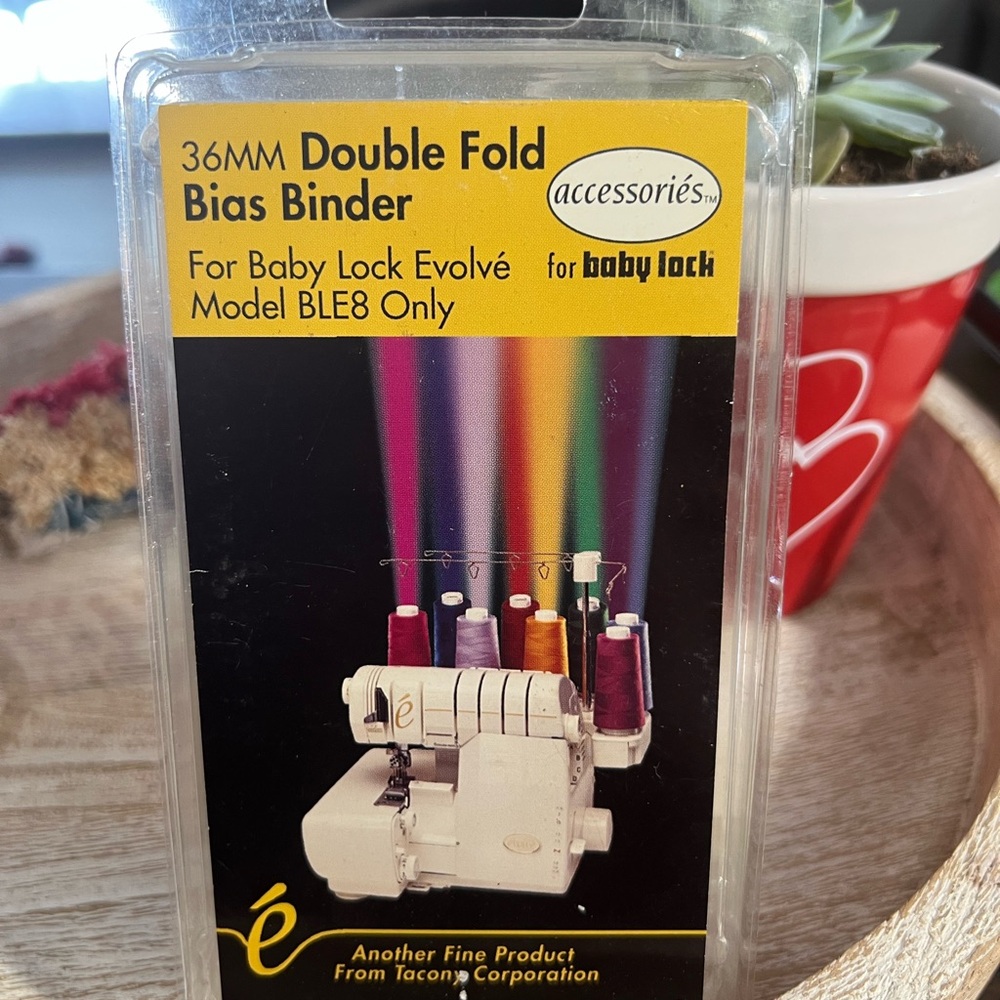 36MM Double Fold
Bias Binder
accessoriés™
For Baby Lock Evolvé
Model BLE8 Only
for baby lock
é
é
Another Fine Product
From Tacony Corporation